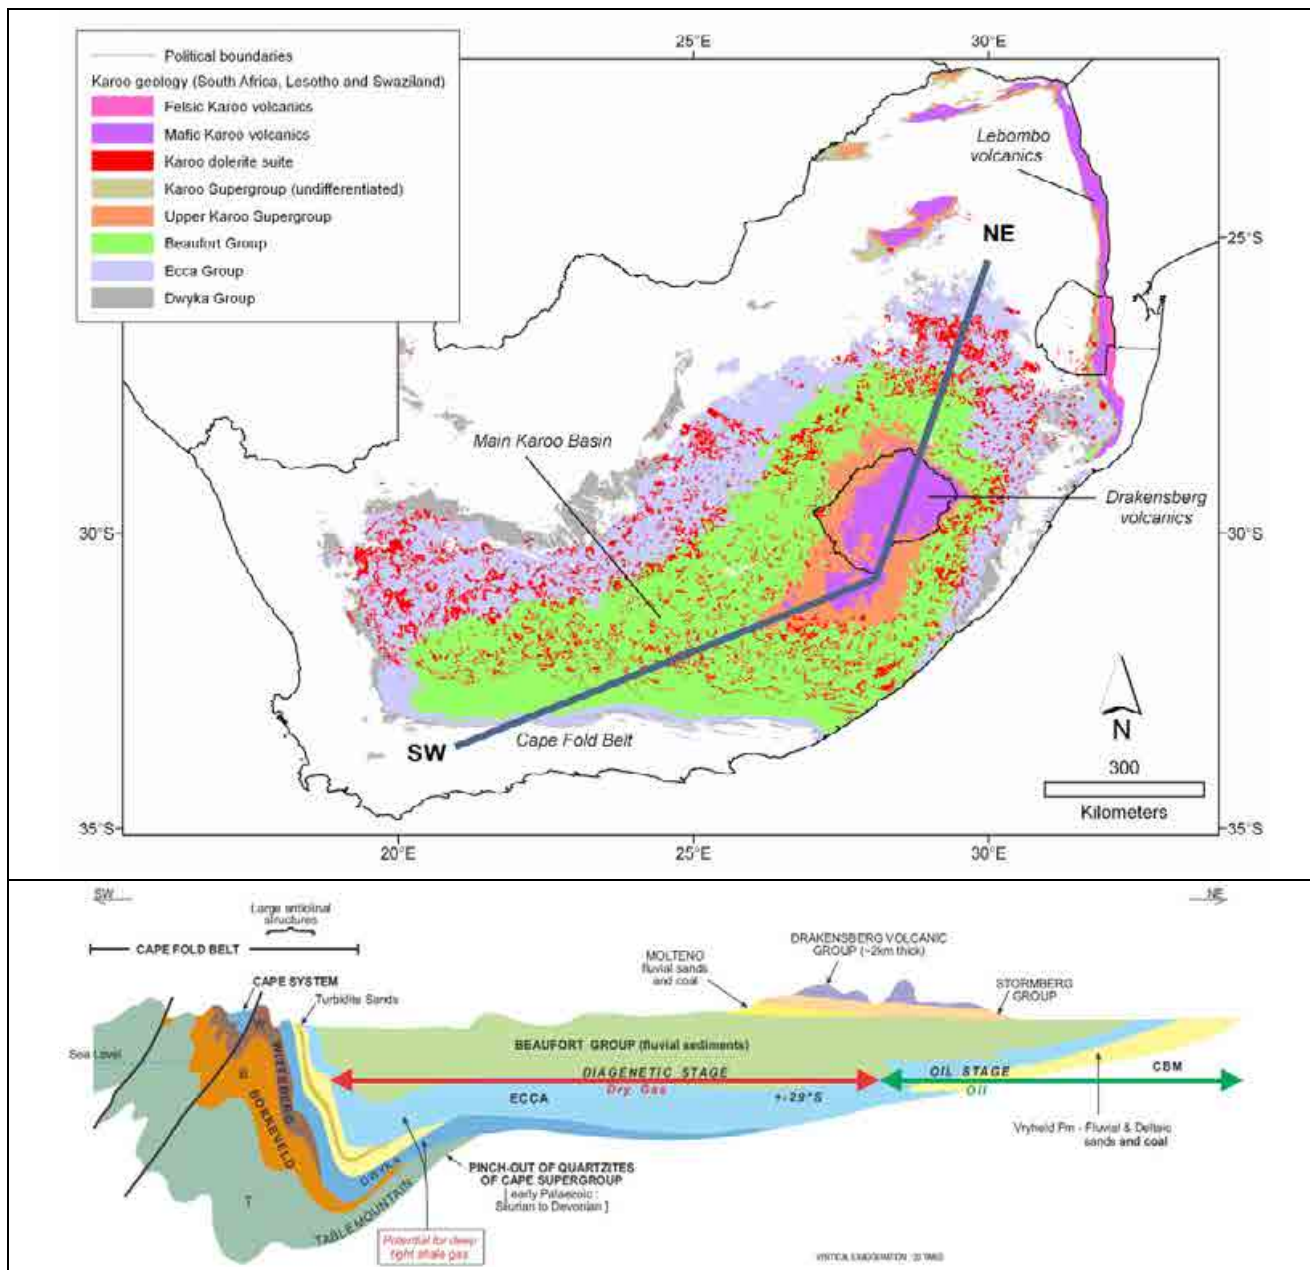 25°E
30°E
Political boundaries
Karoo geology (South Africa, Lesotho and Swaziland)
Felsic Karoo volcanics
Mafic Karoo volcanics
Karoo dolerite suite
Karoo Supergroup (undifferentiated)
Upper Karoo Supergroup
Beaufort Group
Ecca Group
Dwyka Group
Lebombo
volcanics
NE
25°S
25°S
Main Karoo Basin
Drakensberg
volcanics
30°S
30°S
SW
Cape Fold Belt
N
300
Kilometers
35°S
35°S
20°E
25°E
30°E
SW
NE
Large anticlinal
structures
CAPE FOLD BELT
CAPE SYSTEM
Turbidite Sands
MOLTENO
fluvial sands
and coal
DRAKENSBERG VOLCANIC
GROUP (~2km thick)
STORMBERG
GROUP
Sea Level
BEAUFORT GROUP (fluvial sediments)
W
WITTEBERG
B
BOKKEVELD
DIAGENETIC STAGE
Dry Gas
OIL STAGE
Oil
CBM
ECCA
+-29°S
Vryheid Fm - Fluvial & Deltaic
sands and coal
DWYKA
T
TABLE MOUNTAIN
PINCH-OUT OF QUARTZITES
OF CAPE SUPERGROUP
[ early Palaezoic :
Silurian to Devonian ]
Potential for deep
tight shale gas
VERTICAL EXAGGERATION